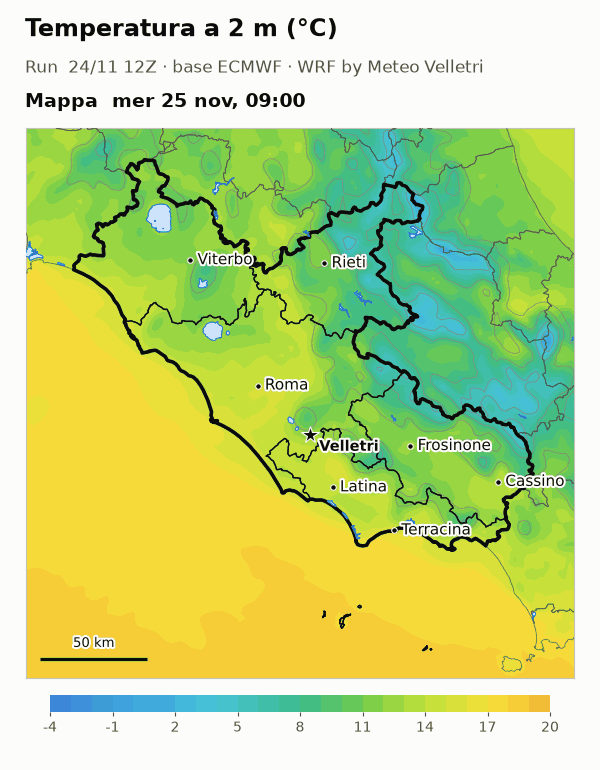 Temperatura a 2 m (°C)
Run  24/11 12Z · base ECMWF · WRF by Meteo Velletri
Mappa  mer 25 nov, 09:00
Viterbo
Rieti
Roma
Velletri
Frosinone
Cassino
Latina
Terracina
50 km
-4 -1 2 5 8 11 14 17 20